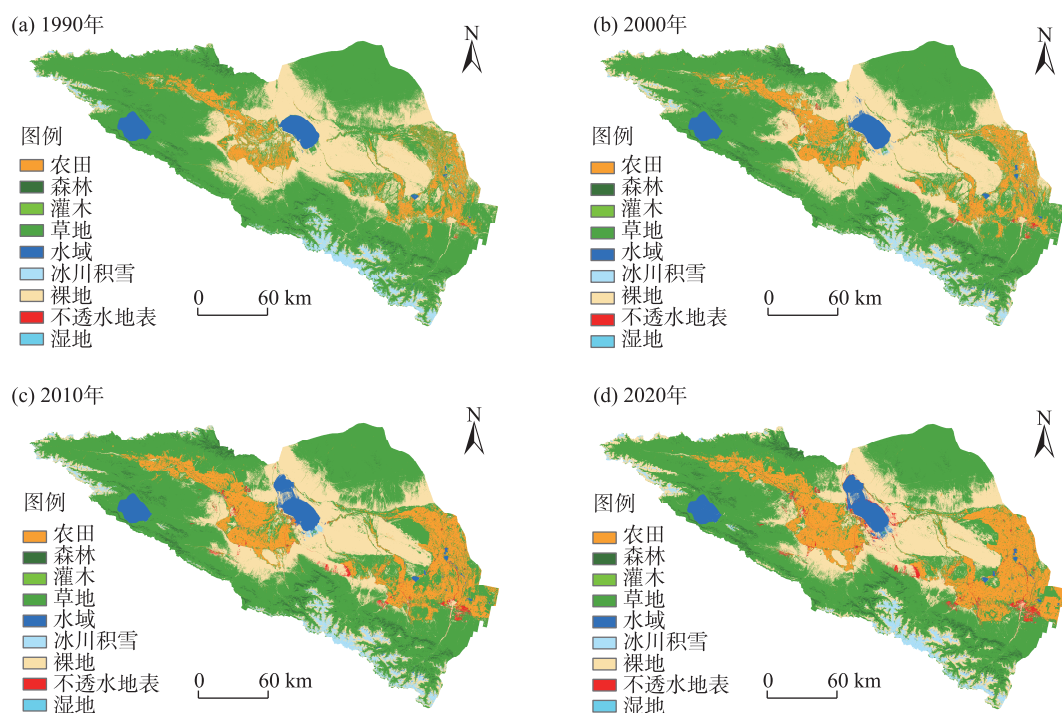 (a) 1990年
N
图例
农田
森林
灌木
草地
水域
冰川积雪
裸地
不透水地表
湿地
0 60 km
(b) 2000年
N
图例
农田
森林
灌木
草地
水域
冰川积雪
裸地
不透水地表
湿地
0 60 km
(c) 2010年
N
图例
农田
森林
灌木
草地
水域
冰川积雪
裸地
不透水地表
湿地
0 60 km
(d) 2020年
N
图例
农田
森林
灌木
草地
水域
冰川积雪
裸地
不透水地表
湿地
0 60 km